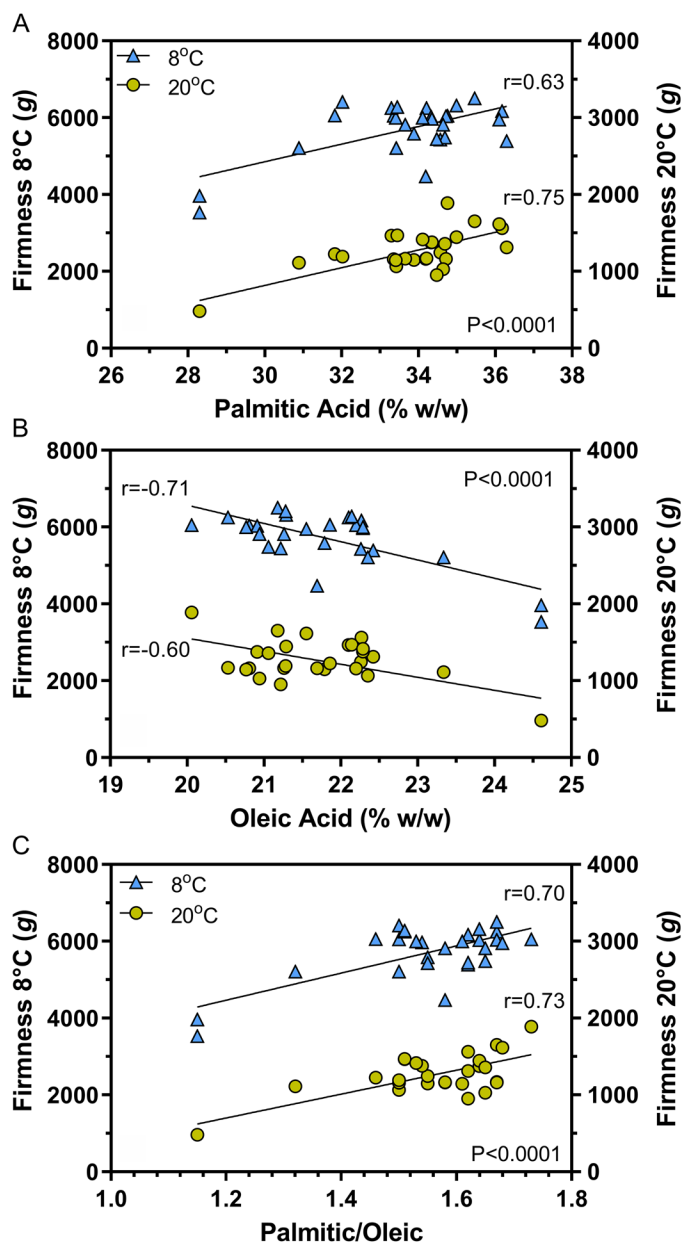 A
8000
6000
4000
2000
0
Firmness 8°C (g)
8°C
20°C
r=0.63
r=0.75
P<0.0001
4000
3000
2000
1000
0
Firmness 20°C (g)
26 28 30 32 34 36 38
Palmitic Acid (% w/w)
B
8000
6000
4000
2000
0
Firmness 8°C (g)
r=-0.71
P<0.0001
r=-0.60
4000
3000
2000
1000
0
Firmness 20°C (g)
19 20 21 22 23 24 25
Oleic Acid (% w/w)
C
8000
6000
4000
2000
0
Firmness 8°C (g)
8°C
20°C
r=0.70
r=0.73
P<0.0001
4000
3000
2000
1000
0
Firmness 20°C (g)
1.0 1.2 1.4 1.6 1.8
Palmitic/Oleic